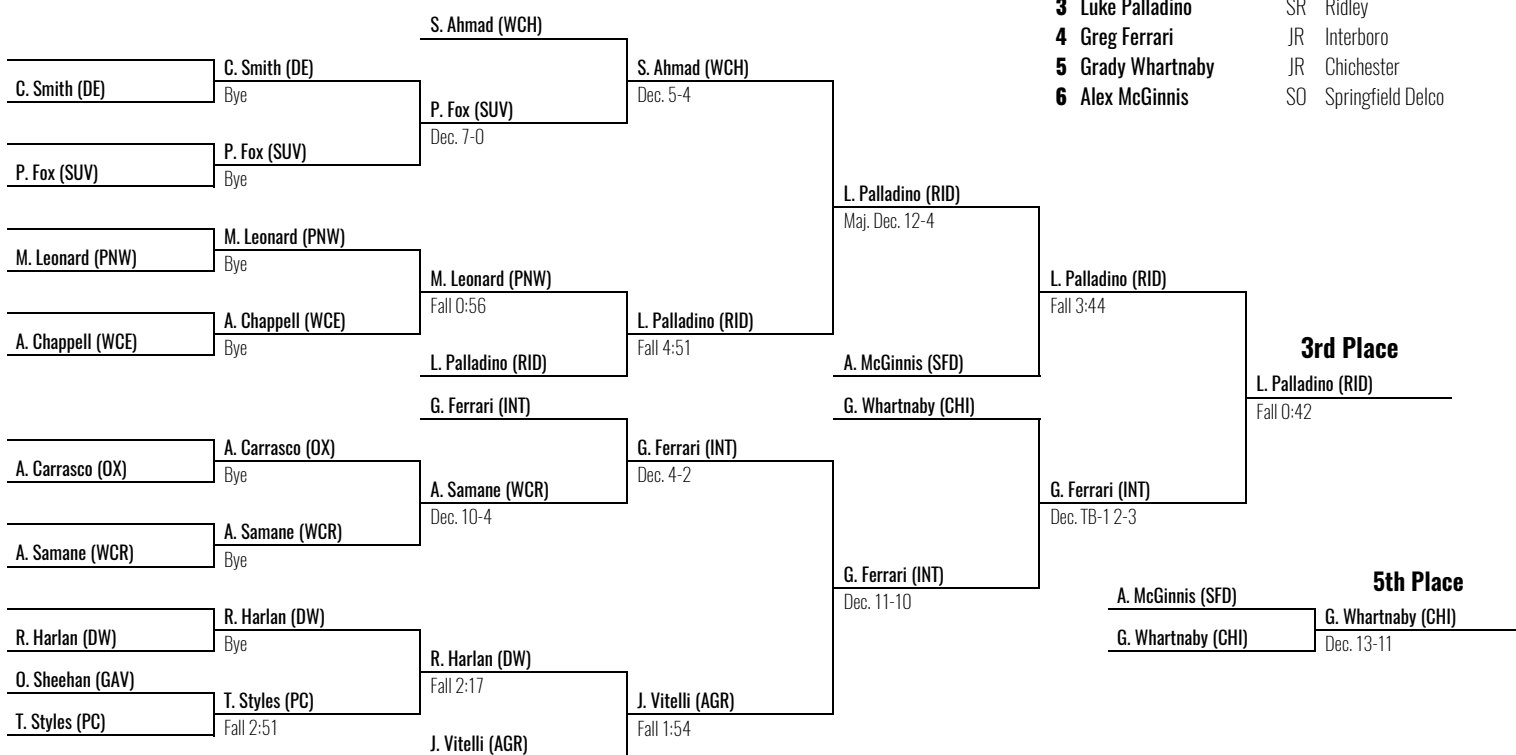 3 Luke Palladino SR Ridley
4 Greg Ferrari JR Interboro
5 Grady Whartnaby JR Chichester
6 Alex McGinnis SO Springfield Delco
C. Smith (DE)
P. Fox (SUV)
M. Leonard (PNW)
A. Chappell (WCE)
A. Carrasco (OX)
A. Samane (WCR)
R. Harlan (DW)
O. Sheehan (GAV)
T. Styles (PC)
C. Smith (DE)
Bye
P. Fox (SUV)
Bye
M. Leonard (PNW)
Bye
A. Chappell (WCE)
Bye
A. Carrasco (OX)
Bye
A. Samane (WCR)
Bye
R. Harlan (DW)
Bye
T. Styles (PC)
Fall 2:51
S. Ahmad (WCH)
P. Fox (SUV)
Dec. 7-0
M. Leonard (PNW)
Fall 0:56
L. Palladino (RID)
G. Ferrari (INT)
A. Samane (WCR)
Dec. 10-4
R. Harlan (DW)
Fall 2:17
J. Vitelli (AGR)
S. Ahmad (WCH)
Dec. 5-4
L. Palladino (RID)
Fall 4:51
G. Ferrari (INT)
Dec. 4-2
J. Vitelli (AGR)
Fall 1:54
L. Palladino (RID)
Maj. Dec. 12-4
A. McGinnis (SFD)
G. Whartnaby (CHI)
G. Ferrari (INT)
Dec. 11-10
L. Palladino (RID)
Fall 3:44
G. Ferrari (INT)
Dec. TB-1 2-3
3rd Place
L. Palladino (RID)
Fall 0:42
5th Place
A. McGinnis (SFD)
G. Whartnaby (CHI)
G. Whartnaby (CHI)
Dec. 13-11